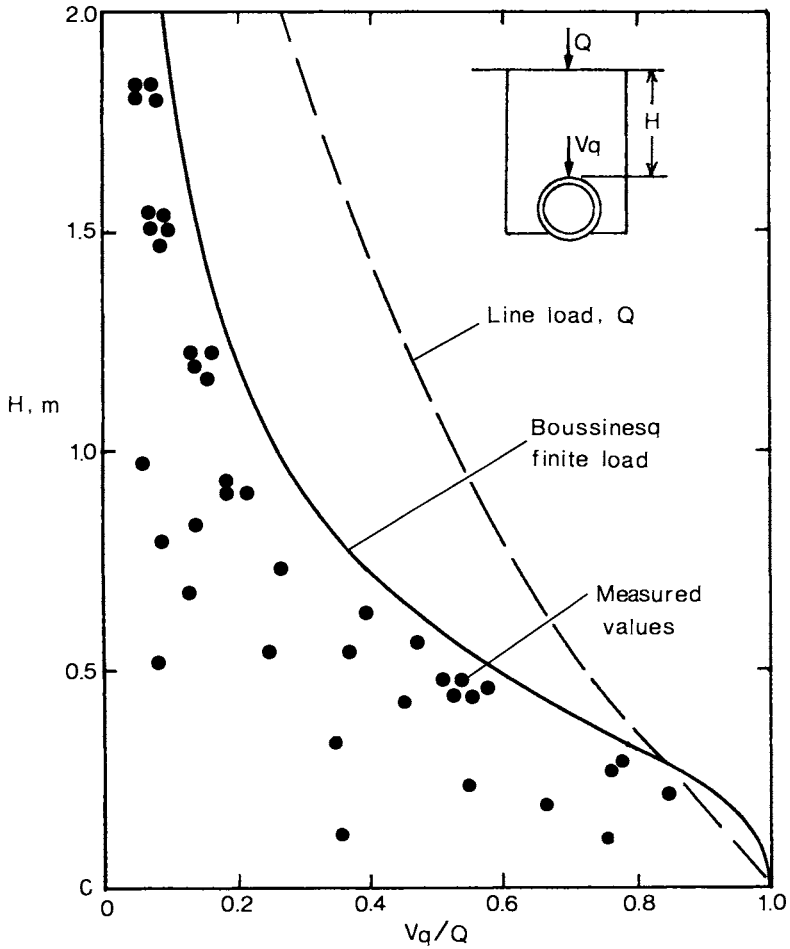 2.0
Q
H
Vq
1.5
Line load, Q
H, m
Boussinesq
finite load
1.0
Measured
values
0.5
C
0
0.2
0.4
0.6
0.8
1.0
Vq/Q